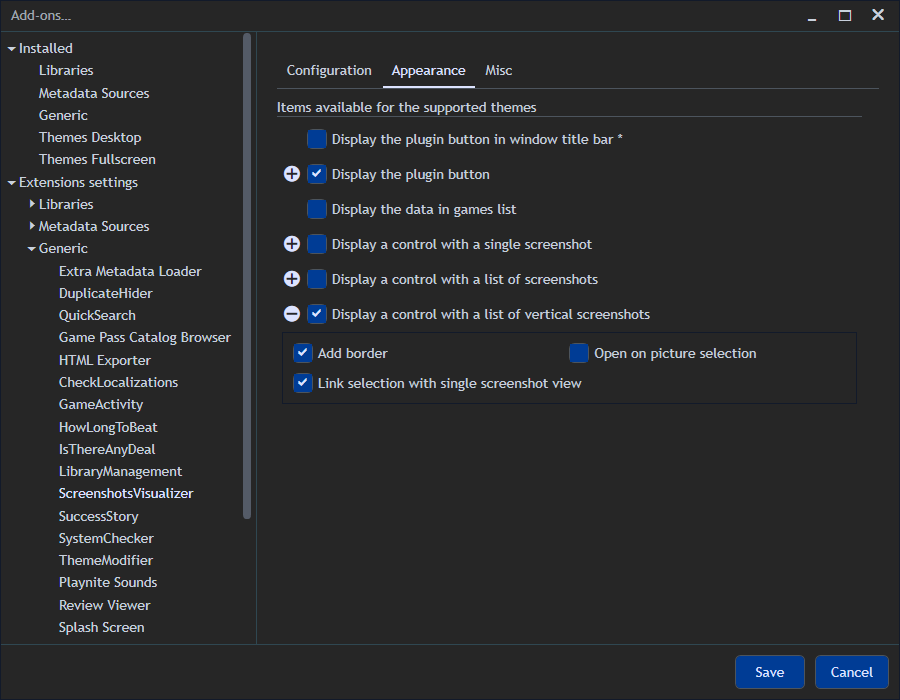 Add-ons...
Installed
Libraries
Metadata Sources
Generic
Themes Desktop
Themes Fullscreen
Extensions settings
Libraries
Metadata Sources
Generic
Extra Metadata Loader
DuplicateHider
QuickSearch
Game Pass Catalog Browser
HTML Exporter
CheckLocalizations
GameActivity
HowLongToBeat
IsThereAnyDeal
LibraryManagement
ScreenshotsVisualizer
SuccessStory
SystemChecker
ThemeModifier
Playnite Sounds
Review Viewer
Splash Screen
Configuration Appearance Misc
Items available for the supported themes
Display the plugin button in window title bar *
Display the plugin button
Display the data in games list
Display a control with a single screenshot
Display a control with a list of screenshots
Display a control with a list of vertical screenshots
Add border Open on picture selection
Link selection with single screenshot view
Save Cancel